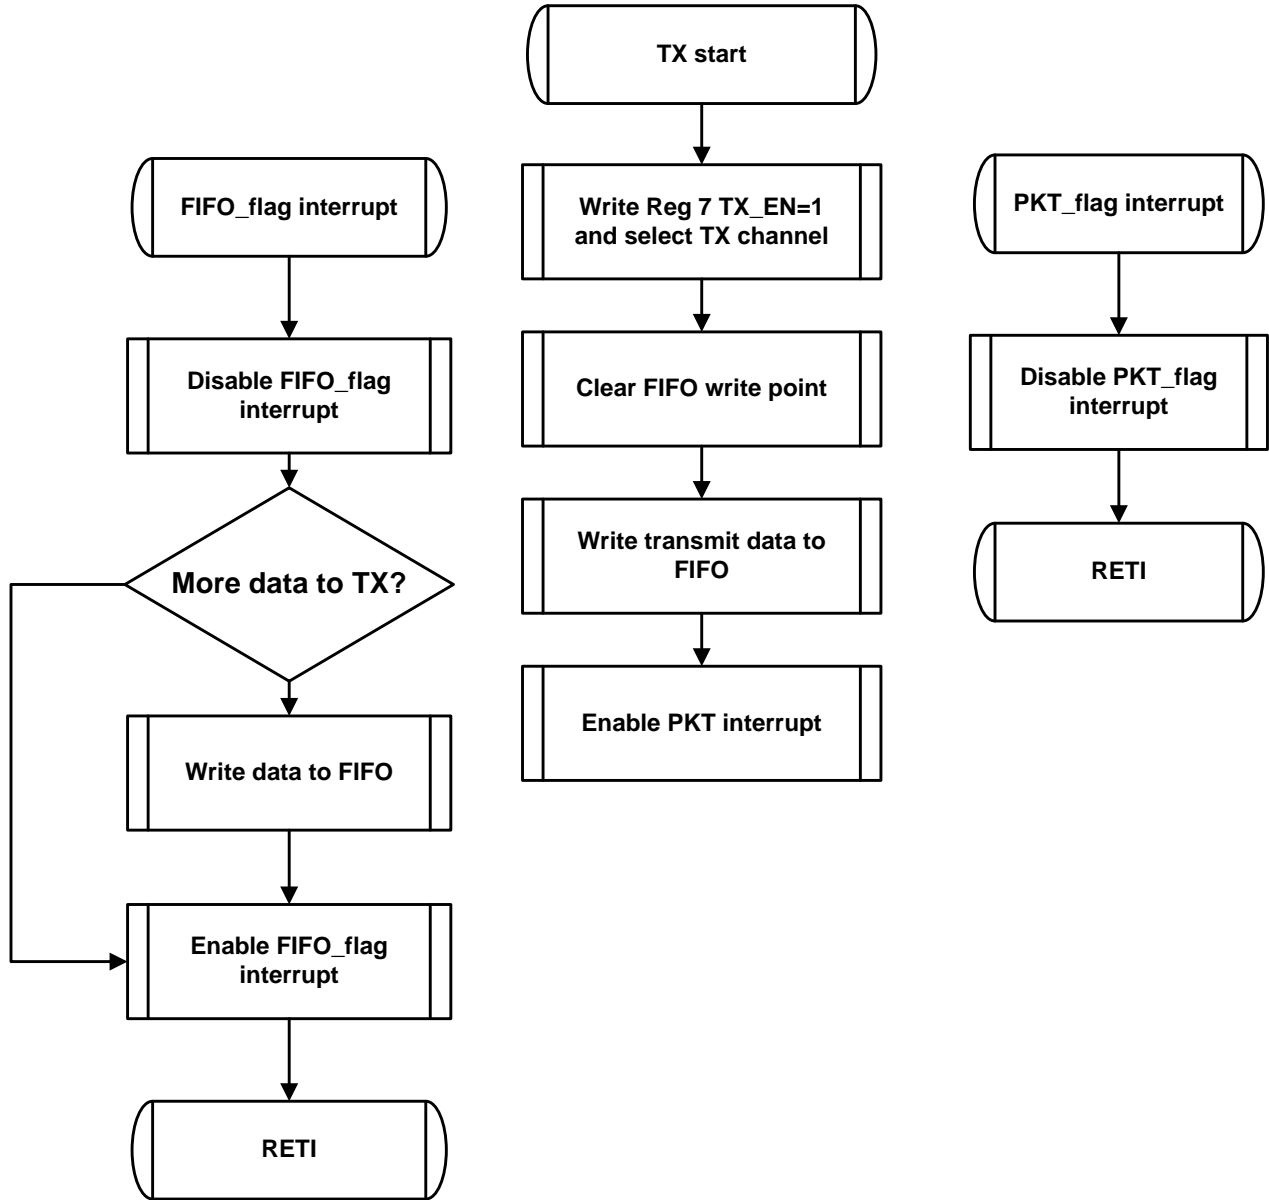 FIFO_flag interrupt
Disable FIFO_flag
interrupt
More data to TX?
Write data to FIFO
Enable FIFO_flag
interrupt
RETI
TX start
Write Reg 7 TX_EN=1
and select TX channel
Clear FIFO write point
Write transmit data to
FIFO
Enable PKT interrupt
PKT_flag interrupt
Disable PKT_flag
interrupt
RETI